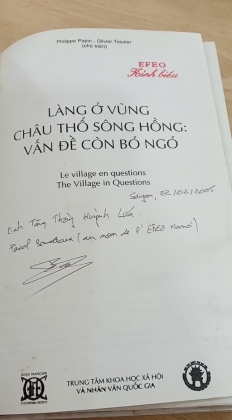 Philippe Papin - Olivier Tessier
(chủ biên)
EFEO
Kính biếu
LÀNG Ở VÙNG
CHÂU THỔ SÔNG HỒNG:
VẤN ĐỀ CÒN BỎ NGỎ
Le village en questions
The Village in Questions
Saigon, 22/02/2005
Kính Tặng Thầy Huỳnh Lứa.
Pascal (au nom de l'EFEO Hanoi)
TRUNG TÂM KHOA HỌC XÃ HỘI
VÀ NHÂN VĂN QUỐC GIA